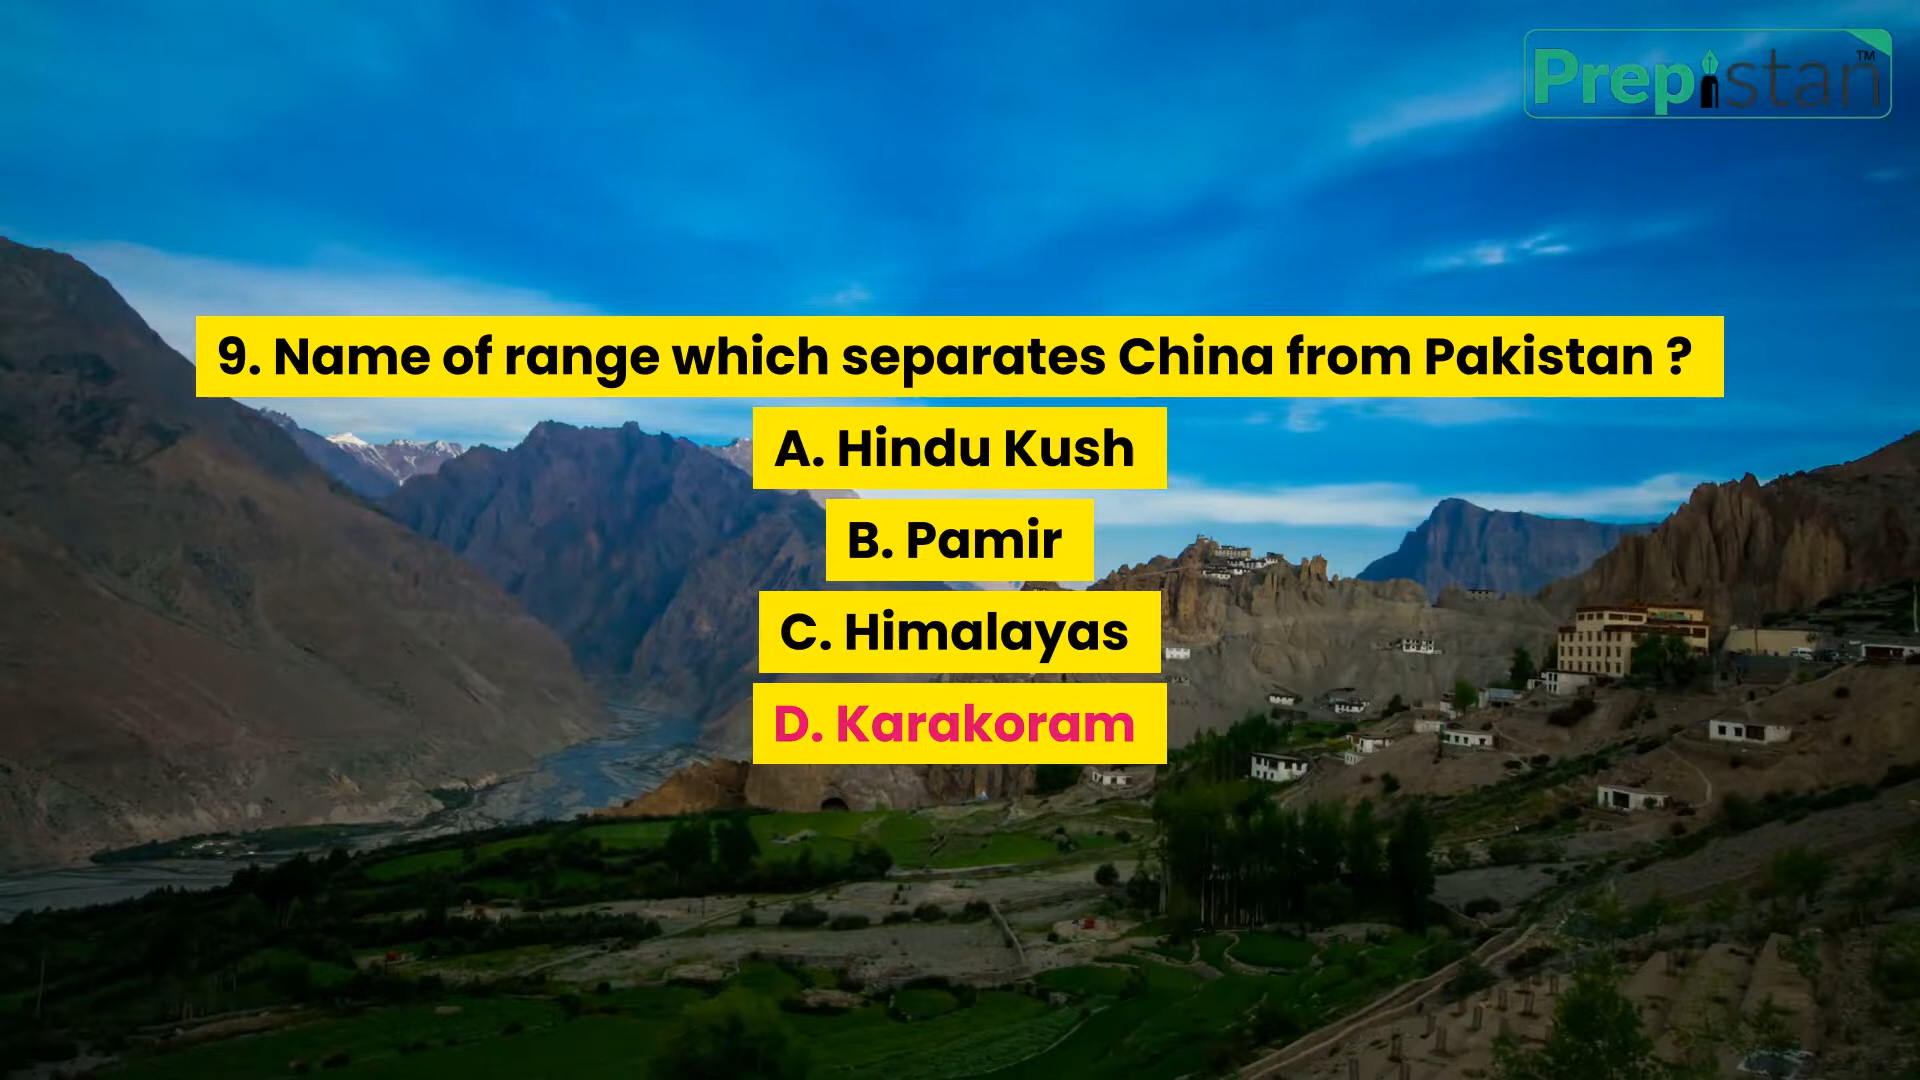 Prepistan™
9. Name of range which separates China from Pakistan ?
A. Hindu Kush
B. Pamir
C. Himalayas
D. Karakoram